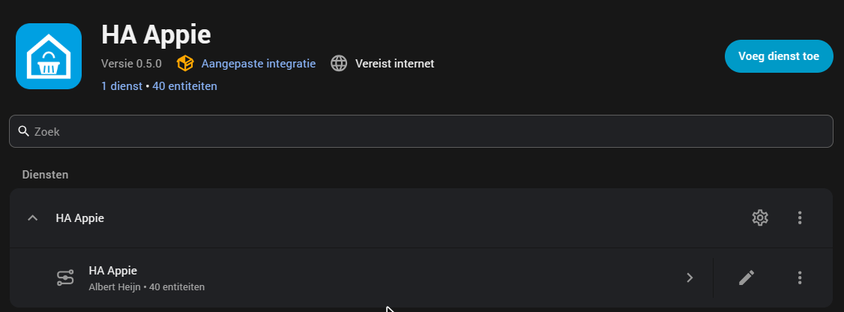 HA Appie
Versie 0.5.0 Aangepaste integratie Vereist internet
1 dienst • 40 entiteiten
Voeg dienst toe
Zoek
Diensten
HA Appie
HA Appie
Albert Heijn • 40 entiteiten